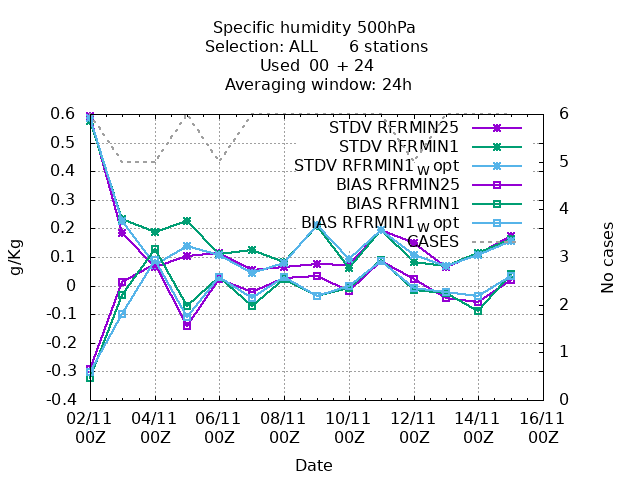 Specific humidity 500hPa
Selection: ALL 6 stations
Used 00 + 24
Averaging window: 24h
0.6
0.5
0.4
0.3
0.2
0.1
0
-0.1
-0.2
-0.3
-0.4
g/Kg
6
5
4
3
2
1
0
No cases
STDV RFRMIN25
STDV RFRMIN1
STDV RFRMIN1_W opt
BIAS RFRMIN25
BIAS RFRMIN1
BIAS RFRMIN1_W opt
CASES
02/11 04/11 06/11 08/11 10/11 12/11 14/11 16/11
00Z 00Z 00Z 00Z 00Z 00Z 00Z 00Z
Date